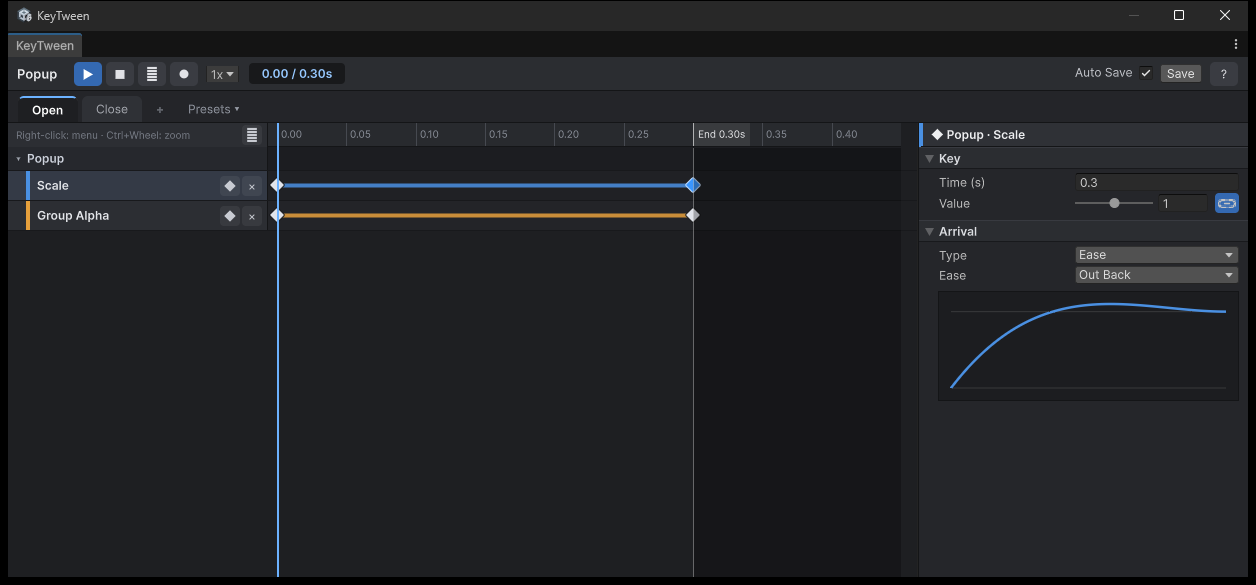 KeyTween
KeyTween
Popup 1x 0.00 / 0.30s Auto Save Save ?
Open Close + Presets
Right-click: menu · Ctrl+Wheel: zoom 0.00 0.05 0.10 0.15 0.20 0.25 End 0.30s 0.35 0.40 Popup · Scale
Popup Key
Scale × Time (s) 0.3
Value 1
Group Alpha ×
Arrival
Type Ease
Ease Out Back